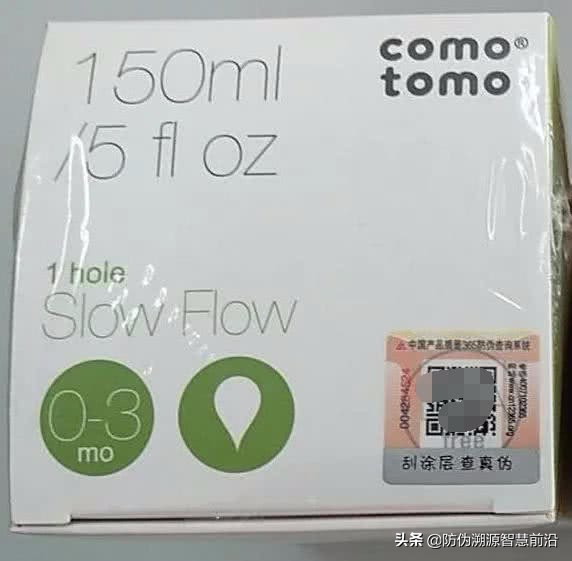 150ml
/5 fl oz
como®
tomo
1 hole
Slow Flow
0-3
mo
中国产品质量365防伪查询系统
004284524
free
刮涂层查真伪
头条 @防伪溯源智慧前沿